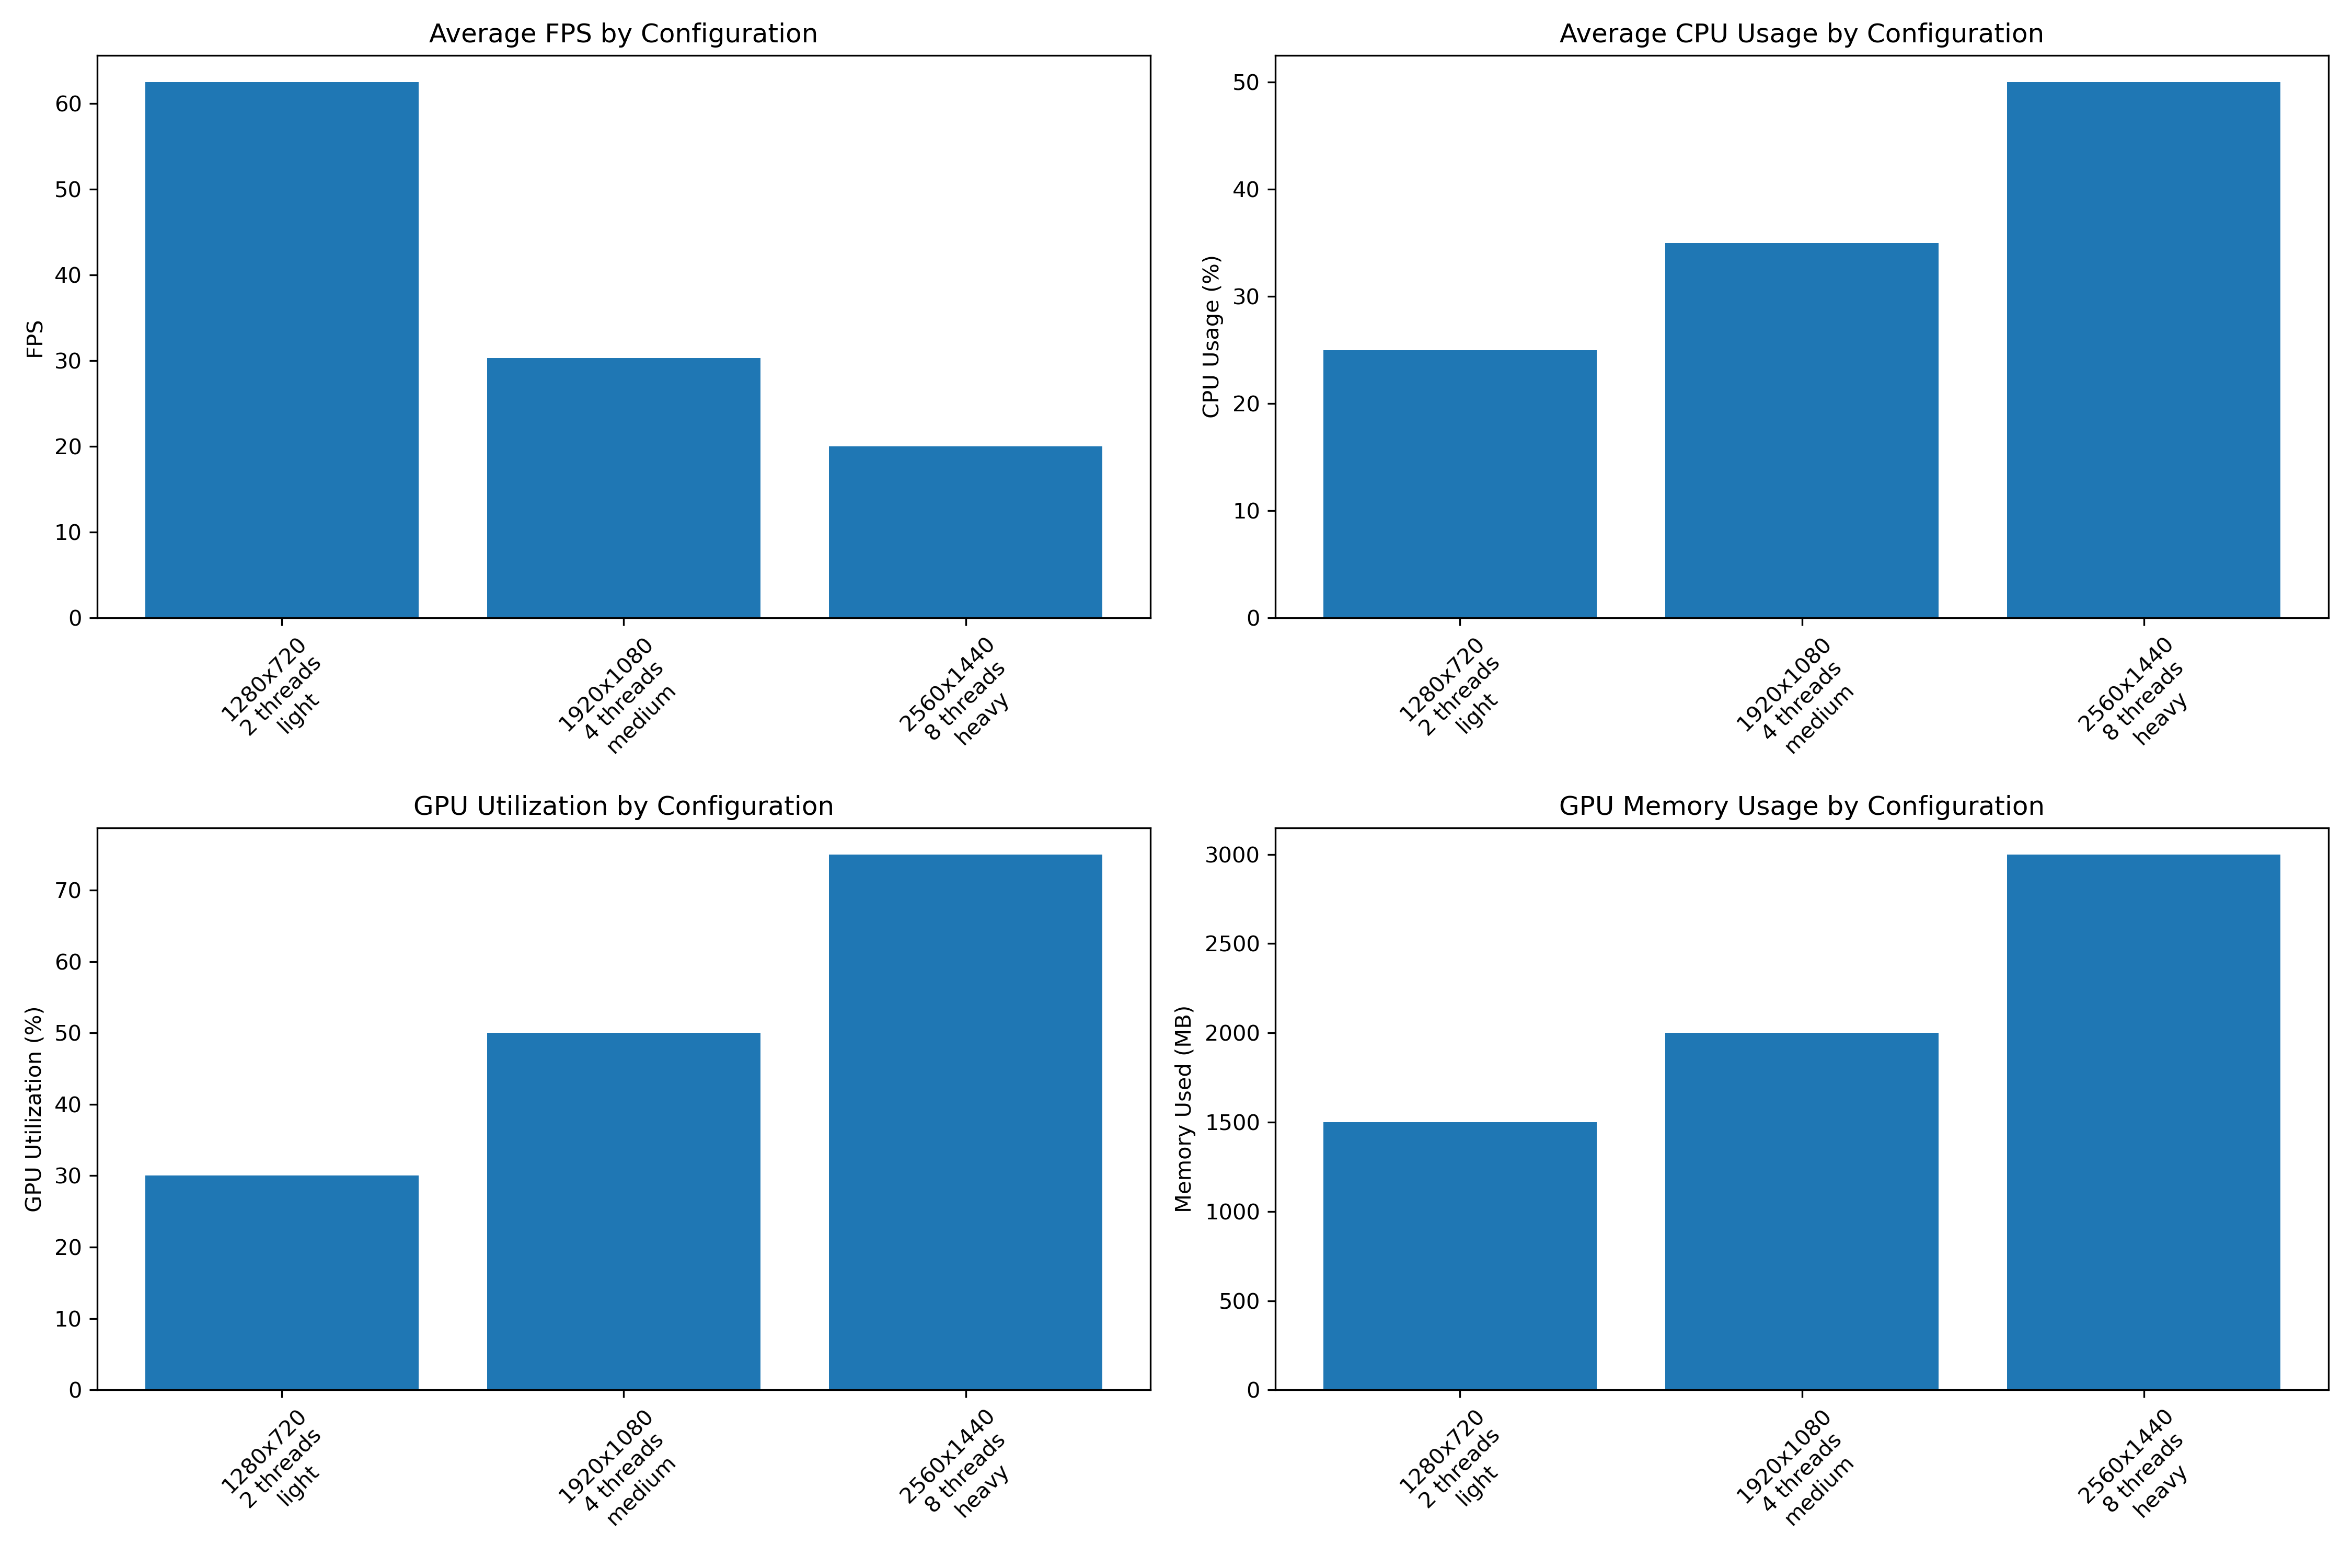 Average FPS by Configuration
FPS
60
50
40
30
20
10
0
1280x720
2 threads
light
1920x1080
4 threads
medium
2560x1440
8 threads
heavy
Average CPU Usage by Configuration
CPU Usage (%)
50
40
30
20
10
0
1280x720
2 threads
light
1920x1080
4 threads
medium
2560x1440
8 threads
heavy
GPU Utilization by Configuration
GPU Utilization (%)
70
60
50
40
30
20
10
0
1280x720
2 threads
light
1920x1080
4 threads
medium
2560x1440
8 threads
heavy
GPU Memory Usage by Configuration
Memory Used (MB)
3000
2500
2000
1500
1000
500
0
1280x720
2 threads
light
1920x1080
4 threads
medium
2560x1440
8 threads
heavy